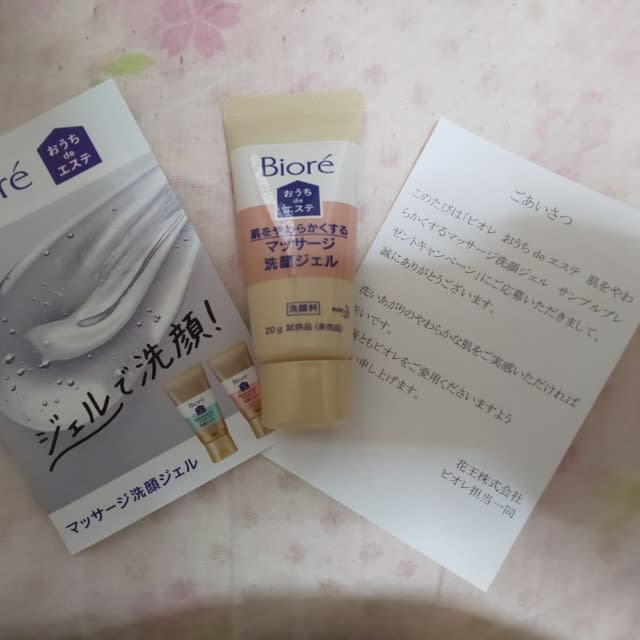 oré
おうち
de
エステ
ジェルで洗顔!
Bioré
マッサージ洗顔ジェル
Bioré
おうち
de
エステ
肌をやわらかくする
マッサージ
洗顔ジェル
洗顔料
20g 試供品(非売品)
ごあいさつ
このたびは「ビオレ おうち de エステ 肌をやわ
らかくするマッサージ洗顔ジェル サンプルプレ
ゼントキャンペーン」にご応募いただきまして、
誠にありがとうございます。
洗いあがりのやわらかな肌をご実感いただければ
いです。
ともビオレをご愛用くださいますよう
い申し上げます。
花王株式会社
ビオレ担当一同